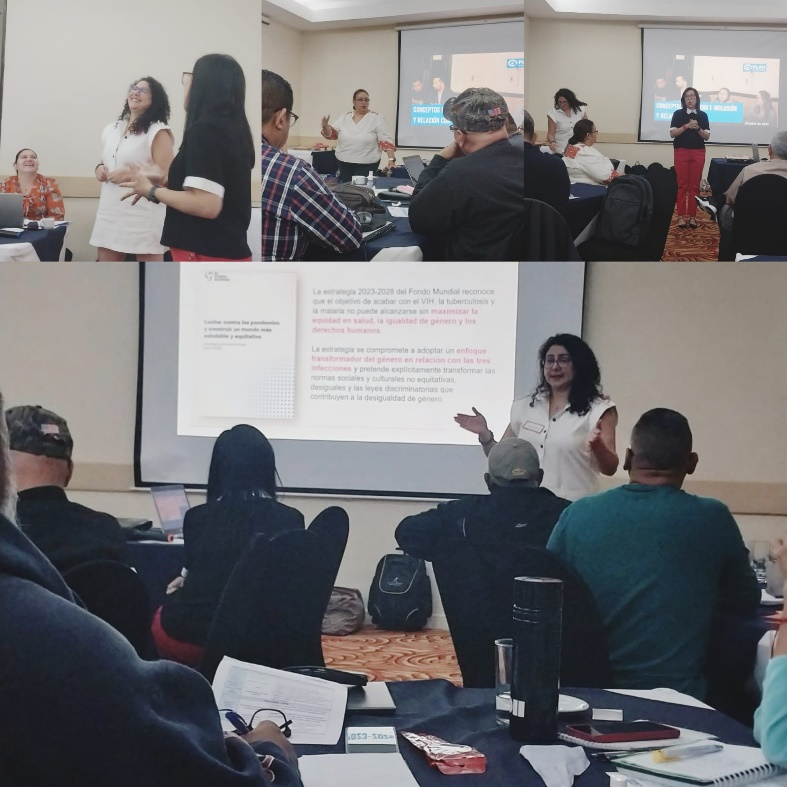 CONCEPTOS
Y RELACIÓN CON
CONCEPTOS
E INCLUSIÓN
Y RELA
La estrategia 2023-2028 del Fondo Mundial reconoce
que el objetivo de acabar con el VIH, la tuberculosis y
la malaria no puede alcanzarse sin maximizar la
equidad en salud, la igualdad de género y los
derechos humanos.
La estrategia se compromete a adoptar un enfoque
transformador del género en relación con las tres
infecciones y pretende explícitamente transformar las
normas sociales y culturales no equitativas,
desiguales y las leyes discriminatorias que
contribuyen a la desigualdad de género.
Luchar contra las pandemias
y construir un mundo más
saludable y equitativo